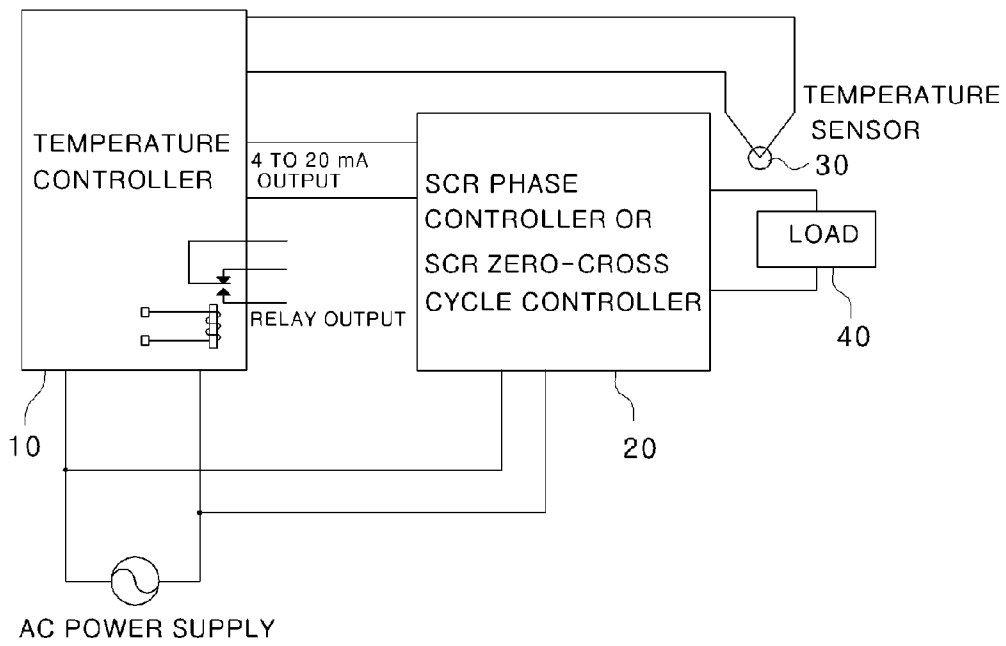 TEMPERATURE
CONTROLLER
4 TO 20 mA
OUTPUT
RELAY OUTPUT
10
SCR PHASE
CONTROLLER OR
SCR ZERO-CROSS
CYCLE CONTROLLER
20
TEMPERATURE
SENSOR
30
LOAD
40
AC POWER SUPPLY